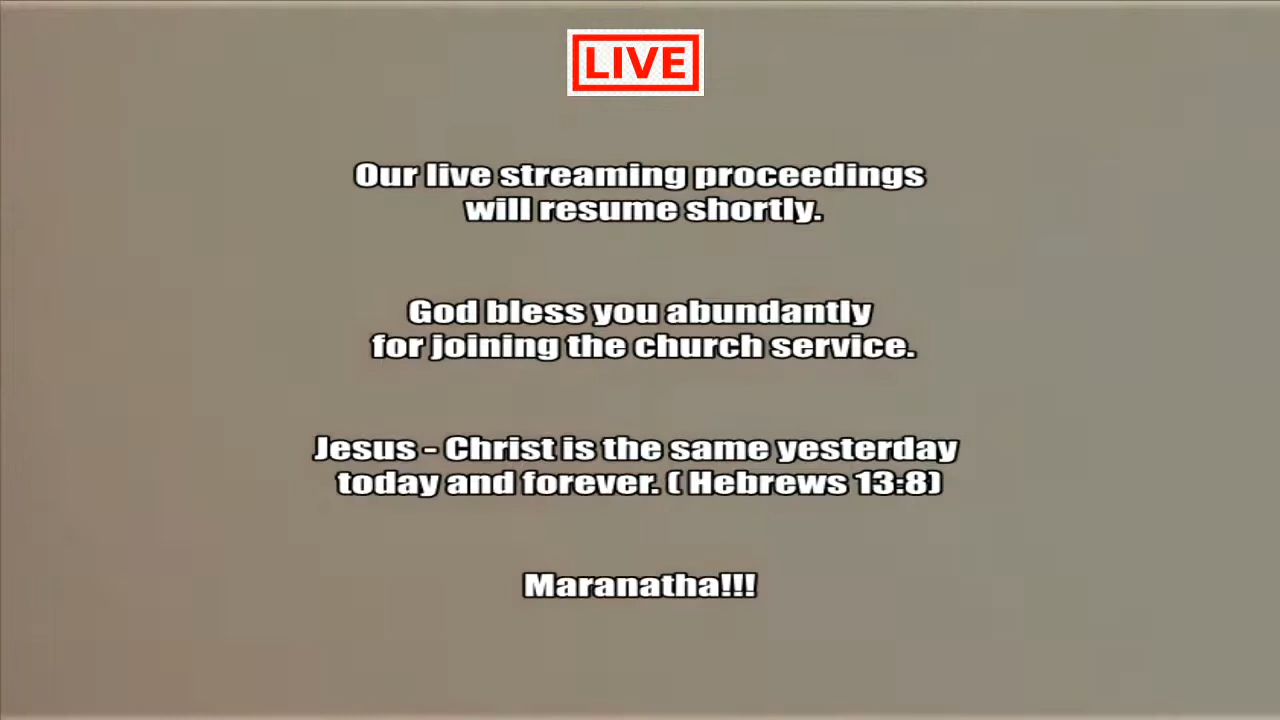 LIVE
Our live streaming proceedings
will resume shortly.
God bless you abundantly
for joining the church service.
Jesus - Christ is the same yesterday
today and forever. ( Hebrews 13:8)
Maranatha!!!